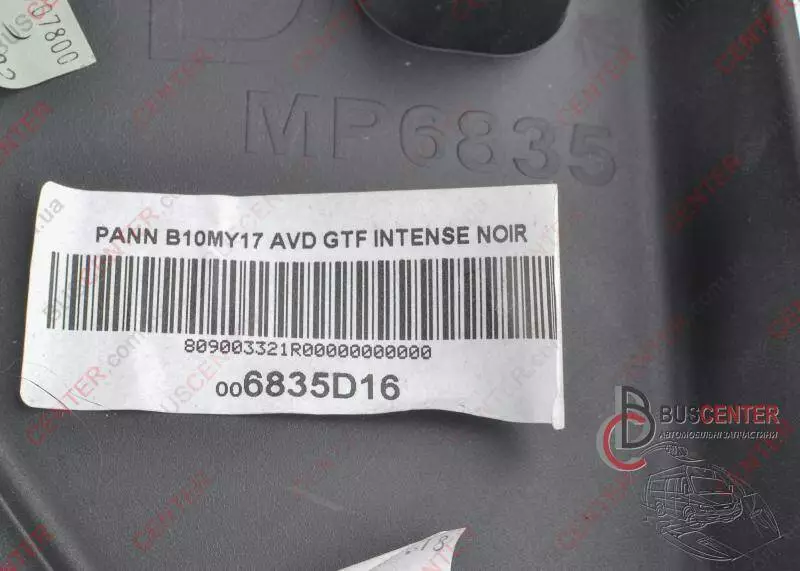 MP6835
PANN B10MY17 AVD GTF INTENSE NOIR
809003321R00000000000
006835D16
BUSCENTER
АВТОМОБІЛЬНІ ЗАПЧАСТИНИ